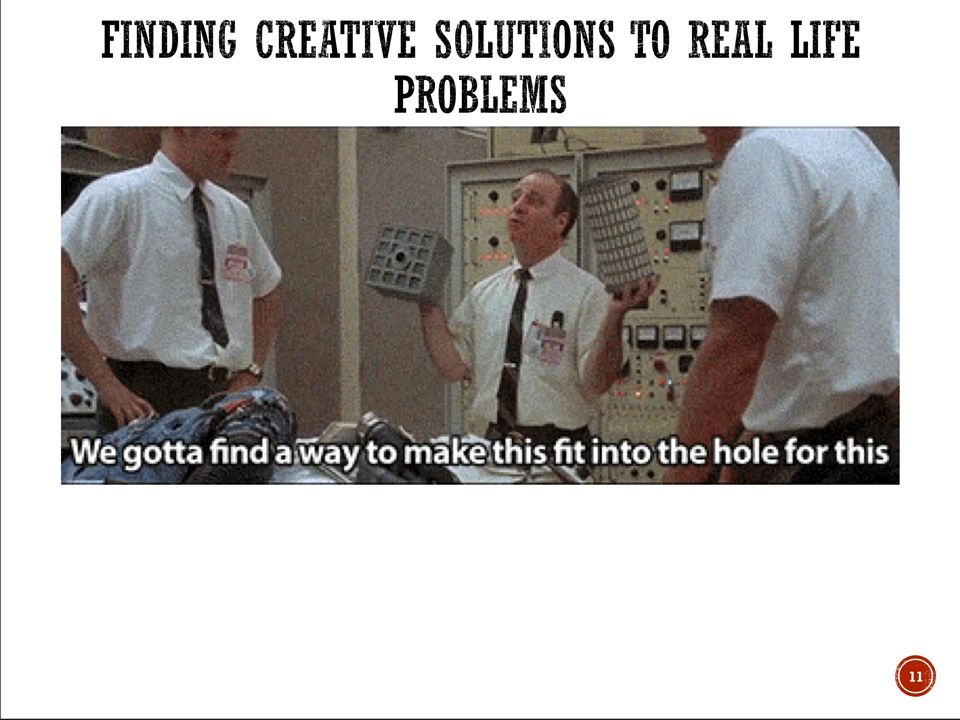 FINDING CREATIVE SOLUTIONS TO REAL LIFE
PROBLEMS
We gotta find a way to make this fit into the hole for this
11